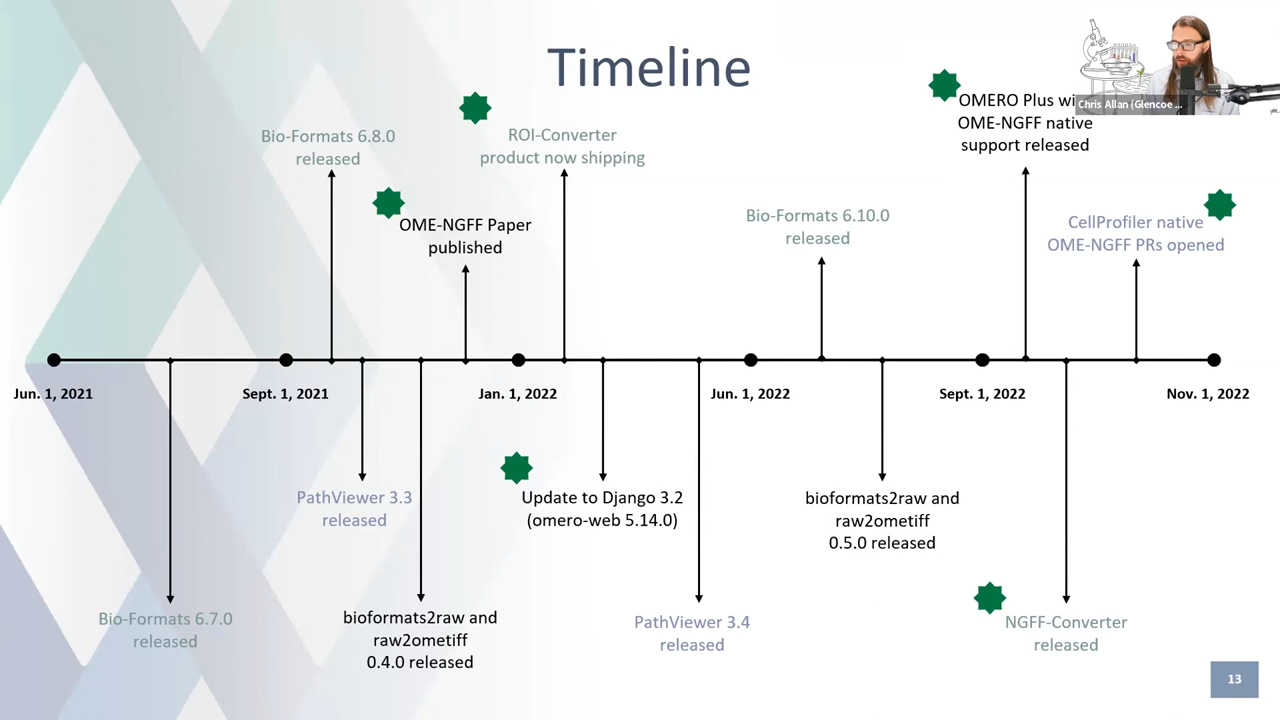 Timeline
Bio-Formats 6.8.0
released
ROI-Converter
product now shipping
OME-NGFF Paper
published
Bio-Formats 6.10.0
released
OMERO Plus
OME-NGFF native
support released
Chris Allan (Glencoe ...
CellProfiler native
OME-NGFF PRs opened
Jun. 1, 2021
Sept. 1, 2021
Jan. 1, 2022
Jun. 1, 2022
Sept. 1, 2022
Nov. 1, 2022
Bio-Formats 6.7.0
released
PathViewer 3.3
released
bioformats2raw and
raw2ometiff
0.4.0 released
Update to Django 3.2
(omero-web 5.14.0)
PathViewer 3.4
released
bioformats2raw and
raw2ometiff
0.5.0 released
NGFF-Converter
released
13